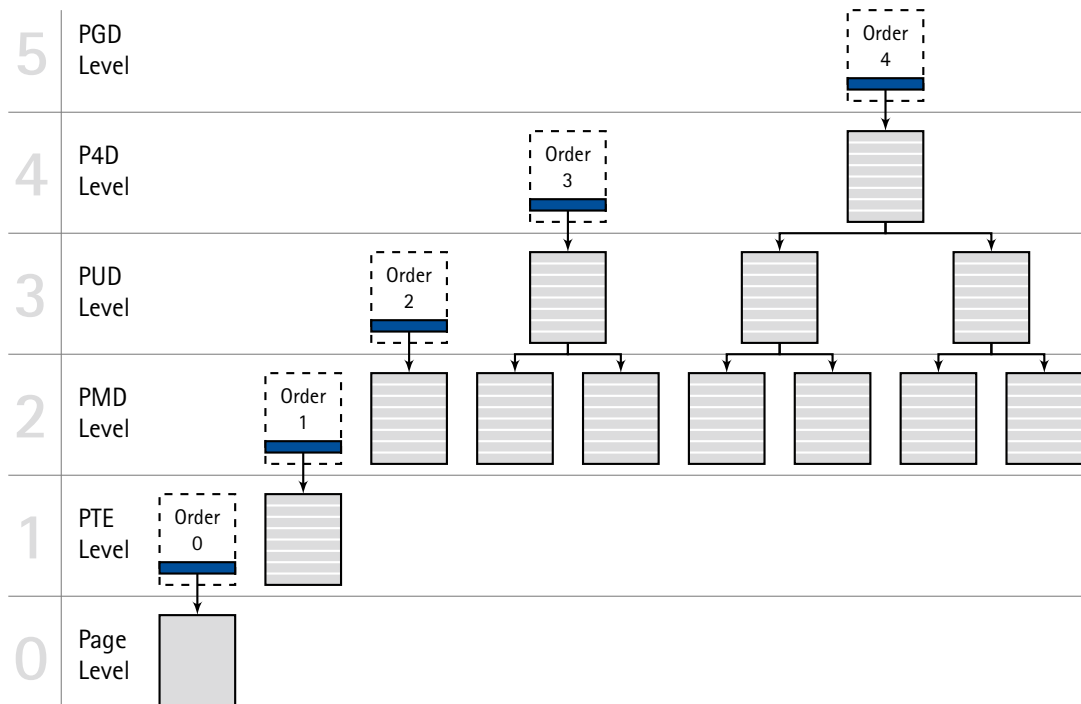 5
PGD
Level
Order
4
4
P4D
Level
Order
3
3
PUD
Level
Order
2
2
PMD
Level
Order
1
1
PTE
Level
Order
0
0
Page
Level